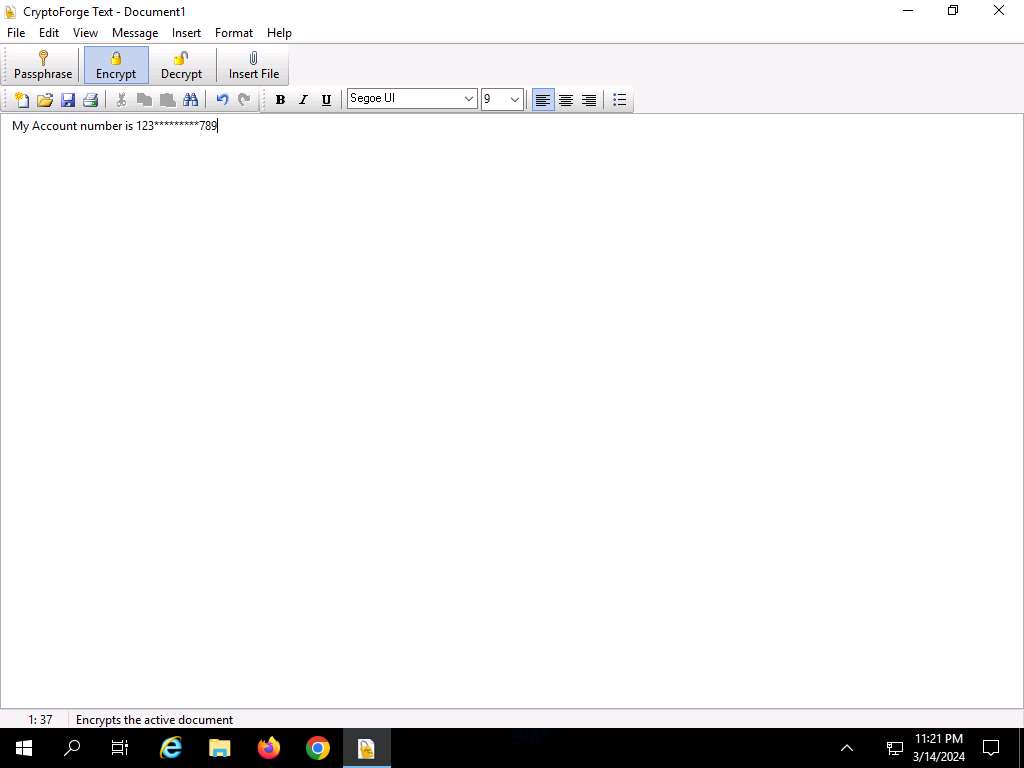 CryptoForge Text - Document1
File Edit View Message Insert Format Help
Passphrase Encrypt Decrypt Insert File
B I U Segoe UI 9
My Account number is 123*********789
1: 37 Encrypts the active document
11:21 PM
3/14/2024